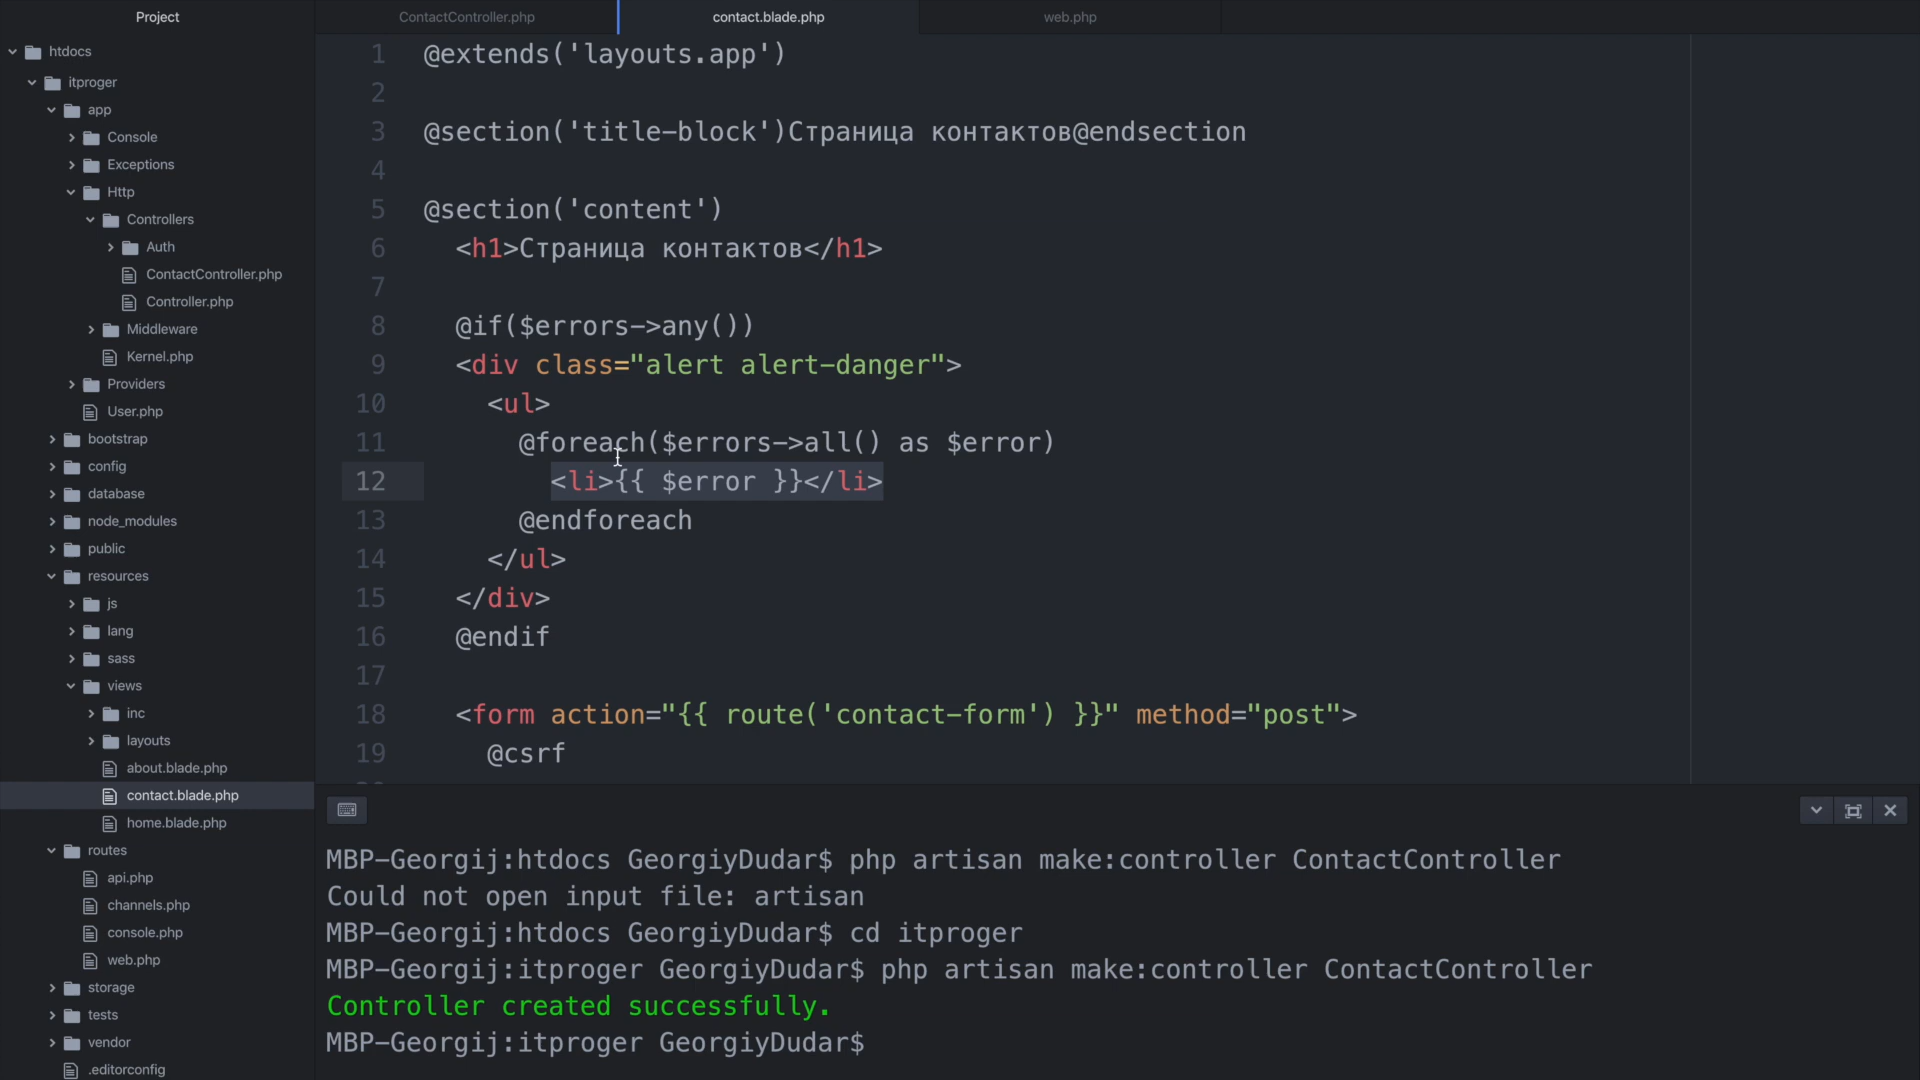 Project
htdocs
itproger
app
Console
Exceptions
Http
Controllers
Auth
ContactController.php
Controller.php
Middleware
Kernel.php
Providers
User.php
bootstrap
config
database
node_modules
public
resources
js
lang
sass
views
inc
layouts
about.blade.php
contact.blade.php
home.blade.php
routes
api.php
channels.php
console.php
web.php
storage
tests
vendor
.editorconfig
ContactController.php contact.blade.php web.php
1 @extends('layouts.app')
2
3 @section('title-block')Страница контактов@endsection
4
5 @section('content')
6 <h1>Страница контактов</h1>
7
8 @if($errors->any())
9 <div class="alert alert-danger">
10 <ul>
11 @foreach($errors->all() as $error)
12 <li>{{ $error }}</li>
13 @endforeach
14 </ul>
15 </div>
16 @endif
17
18 <form action="{{ route('contact-form') }}" method="post">
19 @csrf
MBP-Georgij:htdocs GeorgiyDudar$ php artisan make:controller ContactController
Could not open input file: artisan
MBP-Georgij:htdocs GeorgiyDudar$ cd itproger
MBP-Georgij:itproger GeorgiyDudar$ php artisan make:controller ContactController
Controller created successfully.
MBP-Georgij:itproger GeorgiyDudar$